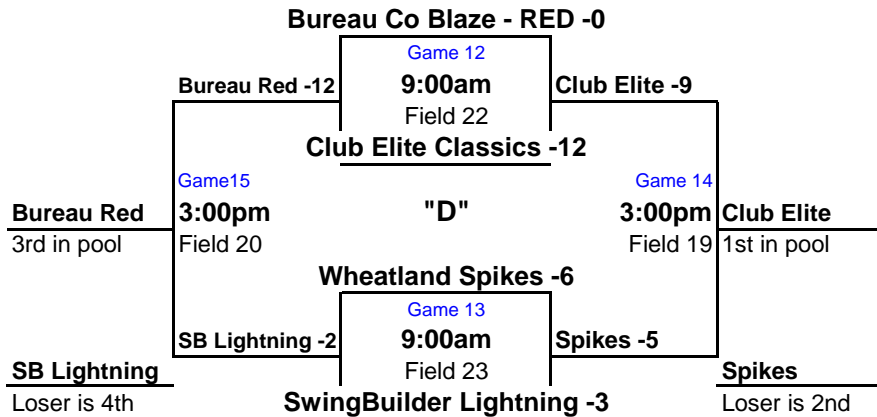 Bureau Co Blaze - RED -0
Game 12
Bureau Red -12 9:00am Club Elite -9
Field 22
Club Elite Classics -12
Game15 Game 14
Bureau Red 3:00pm "D" 3:00pm Club Elite
3rd in pool Field 20 Field 19 1st in pool
Wheatland Spikes -6
Game 13
SB Lightning -2 9:00am Spikes -5
SB Lightning Field 23 Spikes
Loser is 4th SwingBuilder Lightning -3 Loser is 2nd